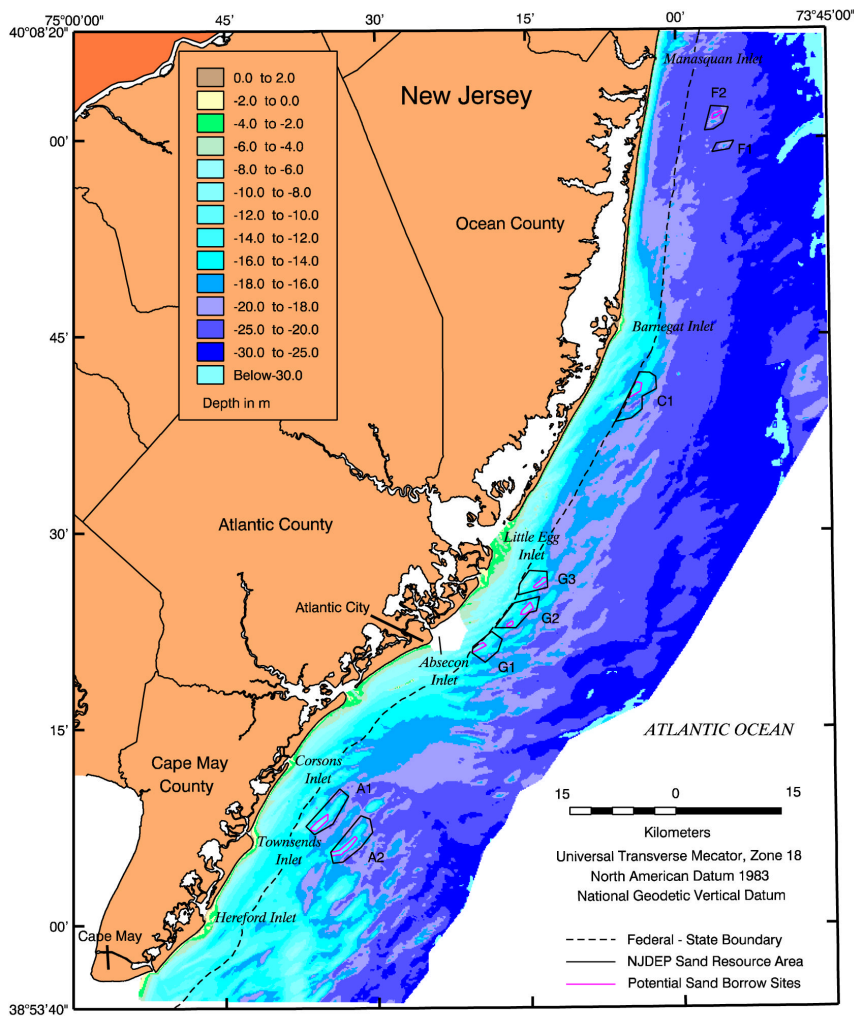 75°00'00"
45'
30'
15'
00'
73°45'00"
40°08'20"
00'
45'
30'
15'
00'
38°53'40"
0.0 to 2.0
-2.0 to 0.0
-4.0 to -2.0
-6.0 to -4.0
-8.0 to -6.0
-10.0 to -8.0
-12.0 to -10.0
-14.0 to -12.0
-16.0 to -14.0
-18.0 to -16.0
-20.0 to -18.0
-25.0 to -20.0
-30.0 to -25.0
Below-30.0
Depth in m
New Jersey
Manasquan Inlet
F2
F1
Ocean County
Barnegat Inlet
C1
Atlantic County
Little Egg
Inlet
G3
G2
G1
Atlantic City
Absecon
Inlet
ATLANTIC OCEAN
Cape May
County
Corsons
Inlet
A1
Townsends
Inlet
A2
Hereford Inlet
Cape May
15 0 15
Kilometers
Universal Transverse Mecator, Zone 18
North American Datum 1983
National Geodetic Vertical Datum
Federal - State Boundary
NJDEP Sand Resource Area
Potential Sand Borrow Sites